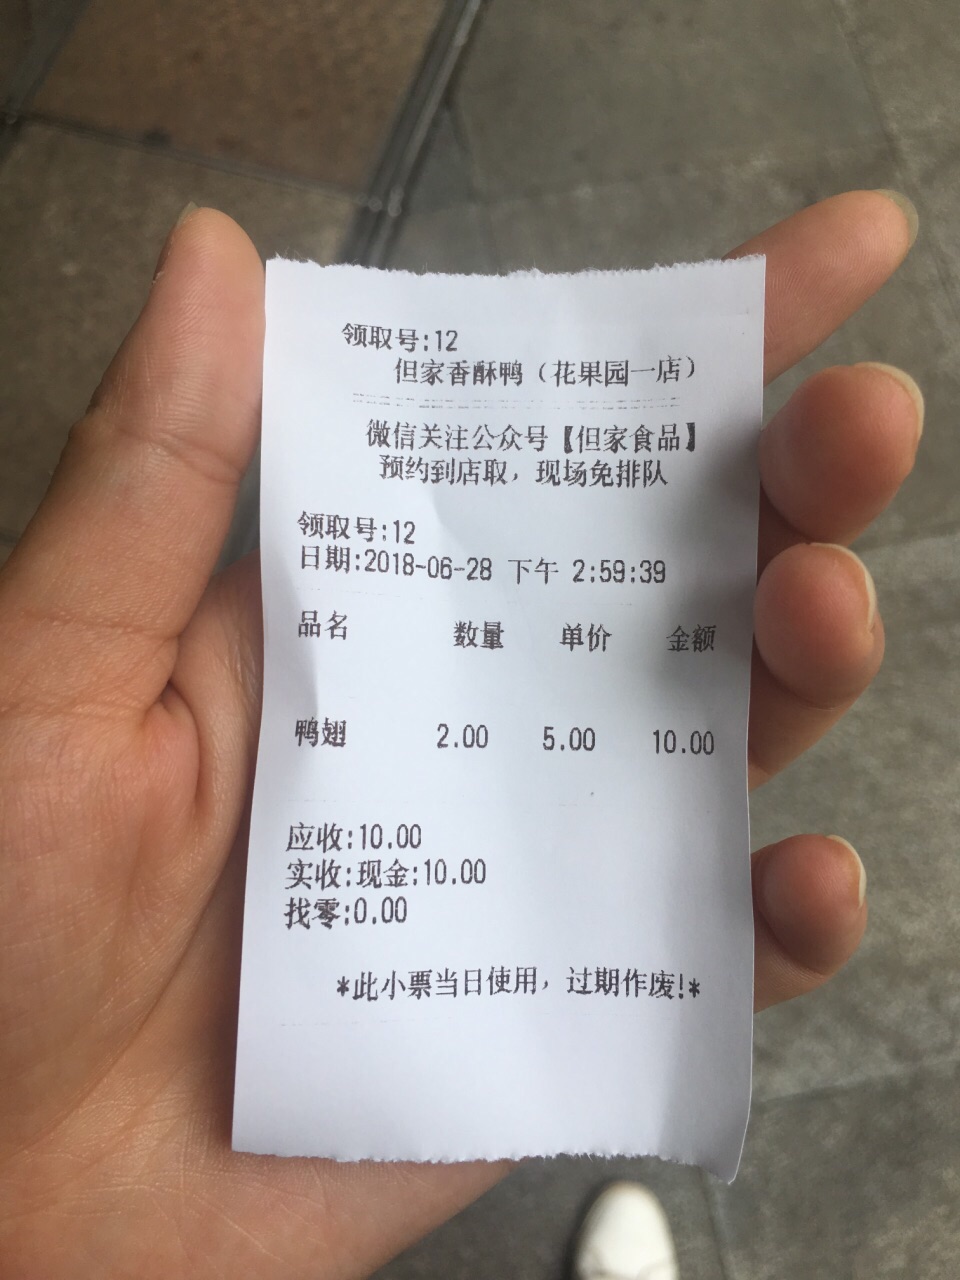 领取号:12
但家香酥鸭（花果园一店）
微信关注公众号【但家食品】
预约到店取，现场免排队
领取号:12
日期:2018-06-28 下午 2:59:39
品名 数量 单价 金额
鸭翅 2.00 5.00 10.00
应收:10.00
实收:现金:10.00
找零:0.00
*此小票当日使用，过期作废!*